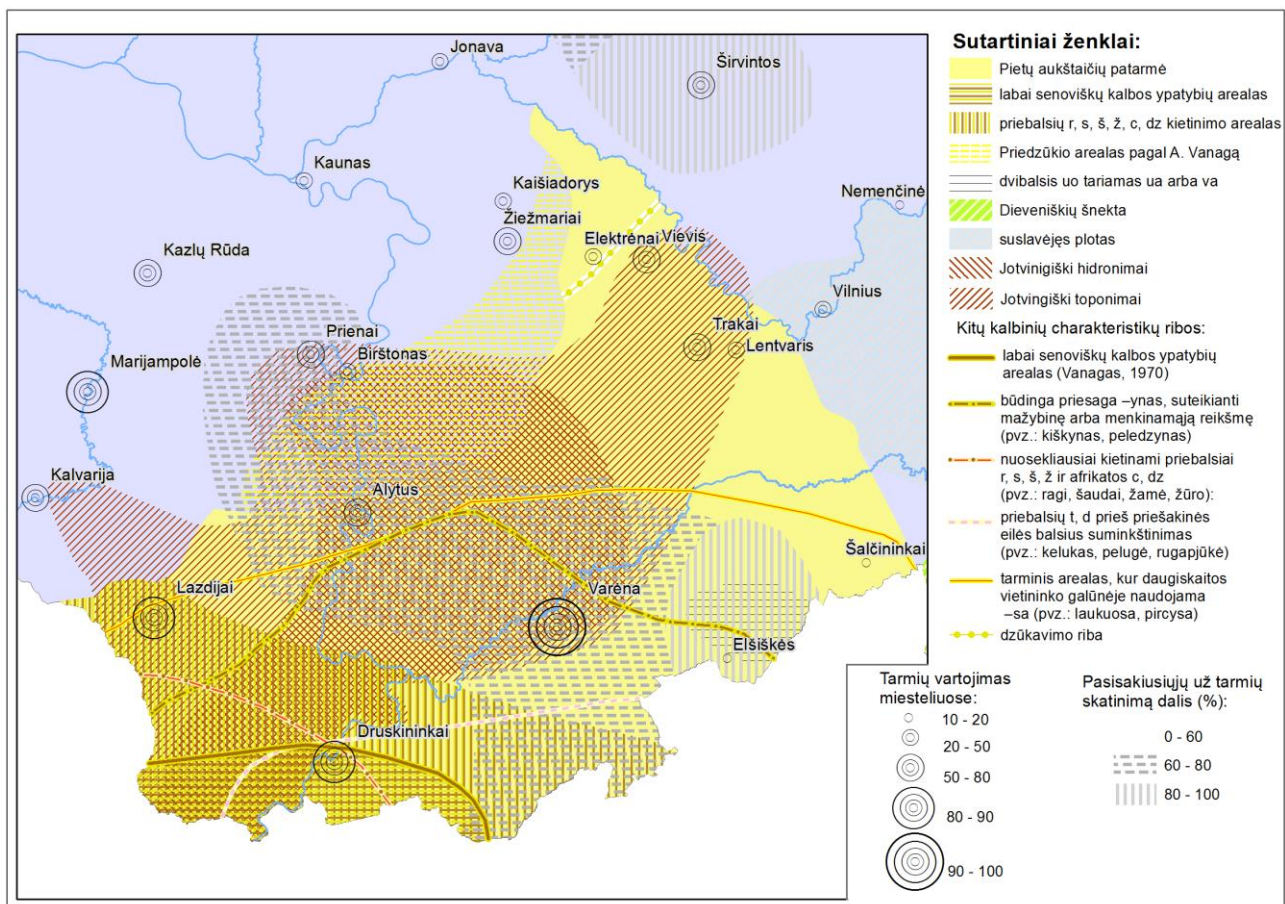 Jonava
Širvintos
Kaunas
Kaišiadorys
Nemenčinė
Žiežmariai
Elektrėnai
Vievis
Kazlų Rūda
Vilnius
Prienai
Trakai
Lentvaris
Birštonas
Marijampolė
Kalvarija
Alytus
Šalčininkai
Lazdijai
Varėna
Eišiškės
Druskininkai
Sutartiniai ženklai:
Pietų aukštaičių patarmė
labai senoviškų kalbos ypatybių arealas
priebalsių r, s, š, ž, c, dz kietinimo arealas
Priedzūkio arealas pagal A. Vanagą
dvibalsis uo tariamas ua arba va
Dieveniškių šnekta
suslavėjęs plotas
Jotvinigiški hidronimai
Jotvingiški toponimai
Kitų kalbinių charakteristikų ribos:
labai senoviškų kalbos ypatybių
arealas (Vanagas, 1970)
būdinga priesaga –ynas, suteikianti
mažybinę arba menkinamąją reikšmę
(pvz.: kiškynas, peledzynas)
nuosekliausiai kietinami priebalsiai
r, s, š, ž ir afrikatos c, dz
(pvz.: ragi, šaudai, žamė, žūro):
priebalsių t, d prieš priešakinės
eilės balsius suminkštinimas
(pvz.: kelukas, pelugė, rugapjūkė)
tarminis arealas, kur daugiskaitos
vietininko galūnėje naudojama
–sa (pvz.: laukuosa, pircysa)
dzūkavimo riba
Tarmių vartojimas
miesteliuose:
10 - 20
20 - 50
50 - 80
80 - 90
90 - 100
Pasisakiusiųjų už tarmių
skatinimą dalis (%):
0 - 60
60 - 80
80 - 100